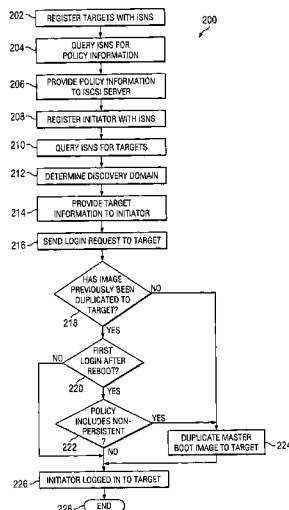 200
202
REGISTER TARGETS WITH ISNS
204
QUERY ISNS FOR
POLICY INFORMATION
206
PROVIDE POLICY INFORMATION
TO ISCSI SERVER
208
REGISTER INITIATOR WITH ISNS
210
QUERY ISNS FOR TARGETS
212
DETERMINE DISCOVERY DOMAIN
214
PROVIDE TARGET
INFORMATION TO INITIATOR
216
SEND LOGIN REQUEST TO TARGET
HAS IMAGE
PREVIOUSLY BEEN
DUPLICATED TO
TARGET?
218
NO
YES
FIRST
LOGIN AFTER
REBOOT?
220
NO
YES
POLICY
INCLUDES NON-
PERSISTENT
?
222
YES
NO
DUPLICATE MASTER
BOOT IMAGE TO TARGET
224
226
INITIATOR LOGGED IN TO TARGET
228
END